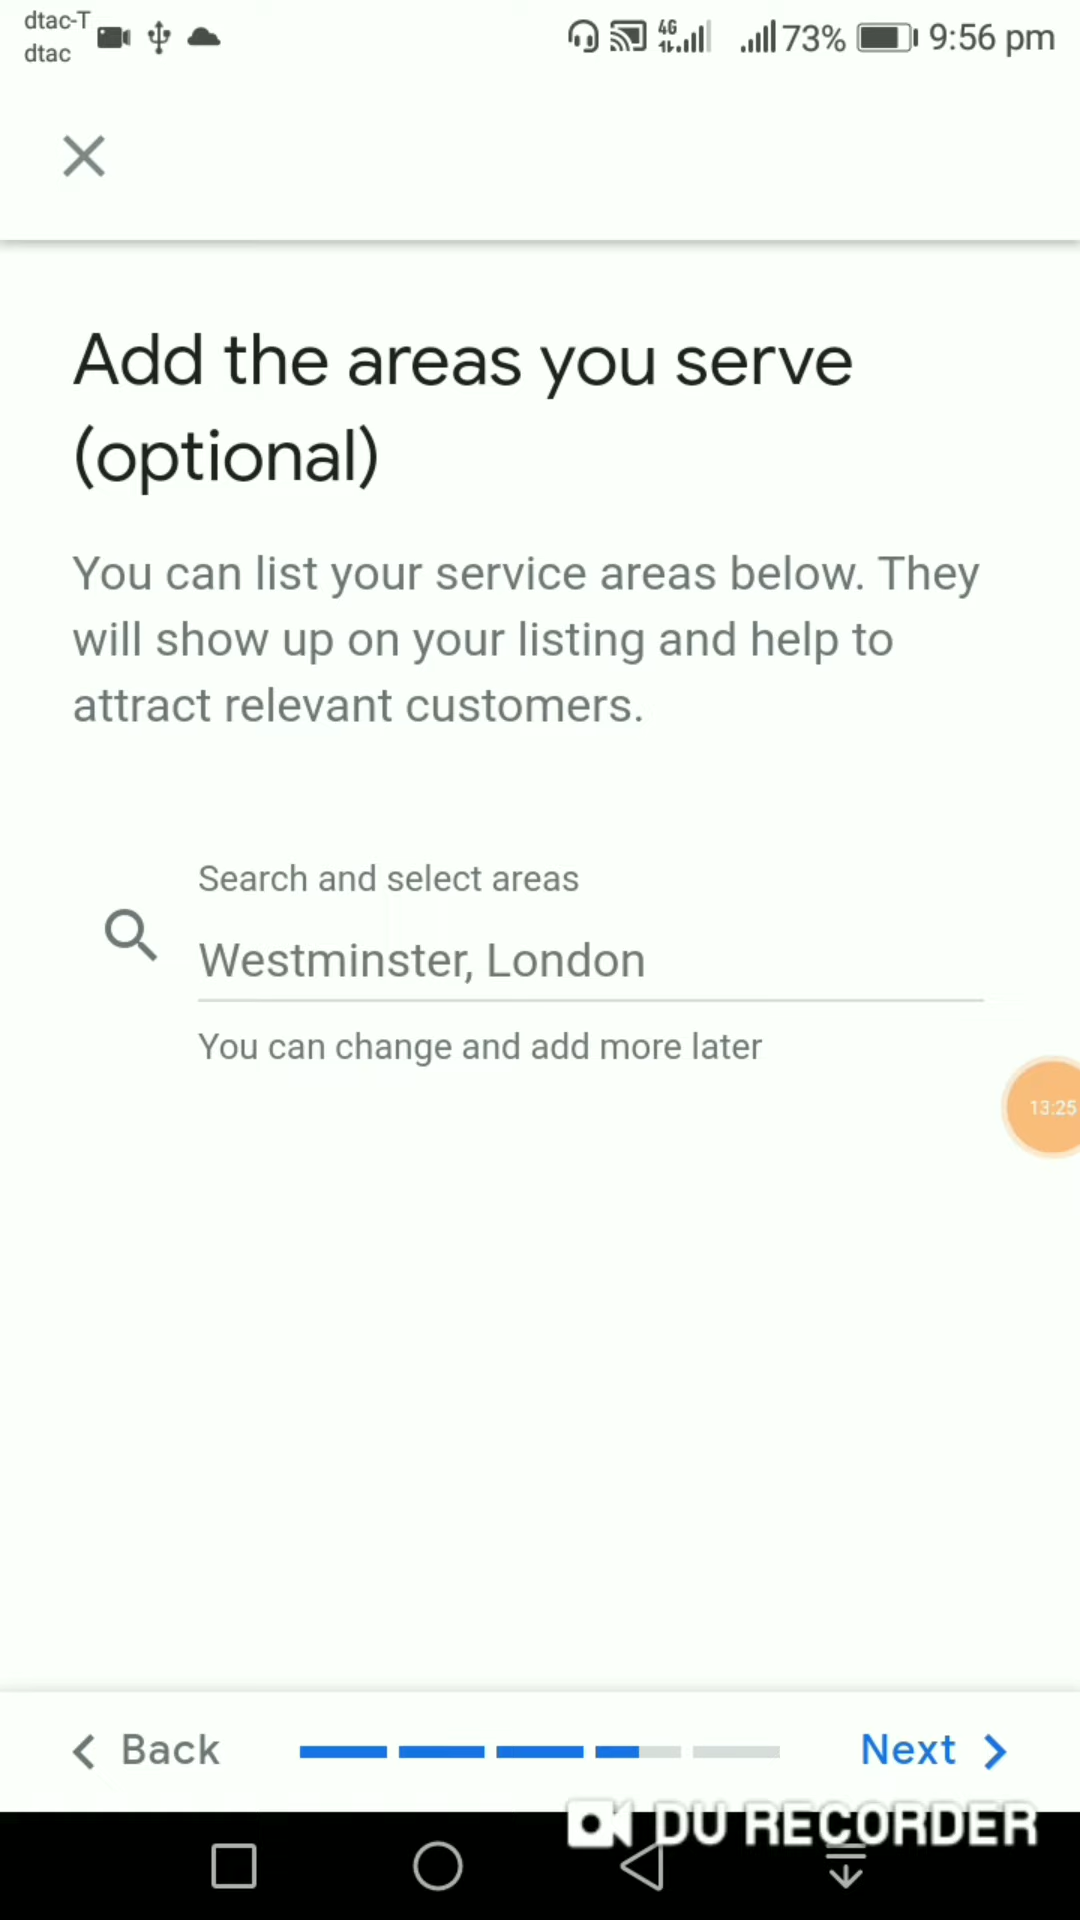 dtac-T
dtac
4G
73%
9:56 pm
Add the areas you serve
(optional)
You can list your service areas below. They
will show up on your listing and help to
attract relevant customers.
Search and select areas
Westminster, London
You can change and add more later
13:25
Back
Next
DU RECORDER